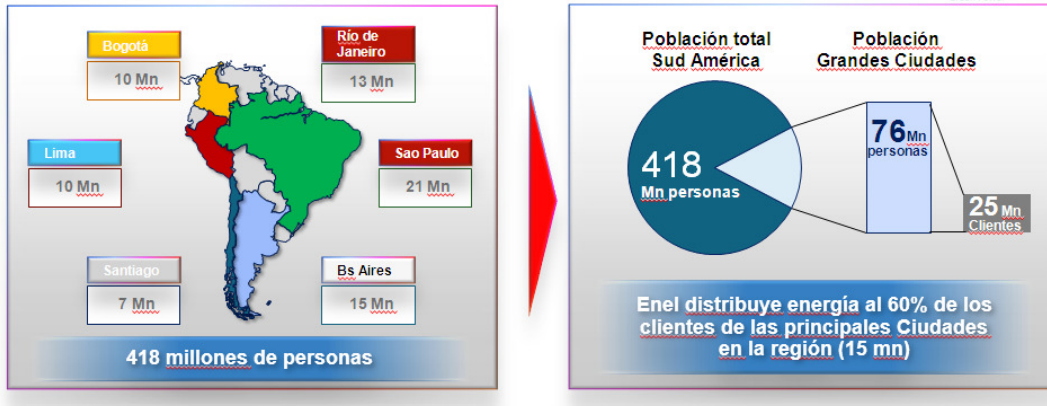 Bogotá
10 Mn
Río de
Janeiro
13 Mn
Lima
10 Mn
Sao Paulo
21 Mn
Santiago
7 Mn
Bs Aires
15 Mn
418 millones de personas
Población total
Sud América
Población
Grandes Ciudades
418
Mn personas
76 Mn
personas
25 Mn
Clientes
Enel distribuye energía al 60% de los
clientes de las principales Ciudades
en la región (15 mn)